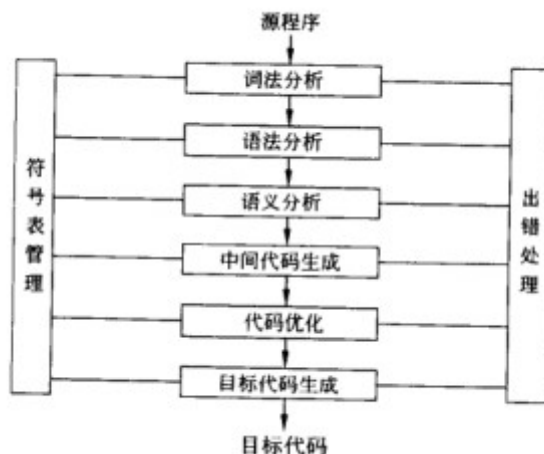 源程序
词法分析
语法分析
语义分析
中间代码生成
代码优化
目标代码生成
目标代码
符号表管理
出错处理